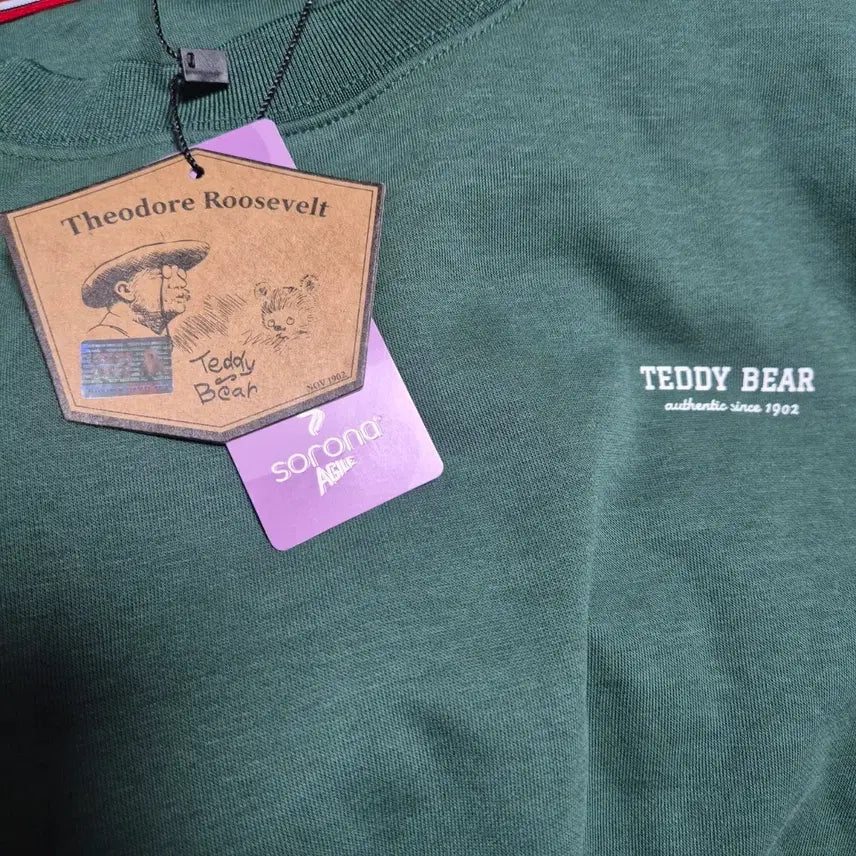 Theodore Roosevelt
Teddy
Bear
NOV 1902
sorona
AGILE
TEDDY BEAR
authentic since 1902